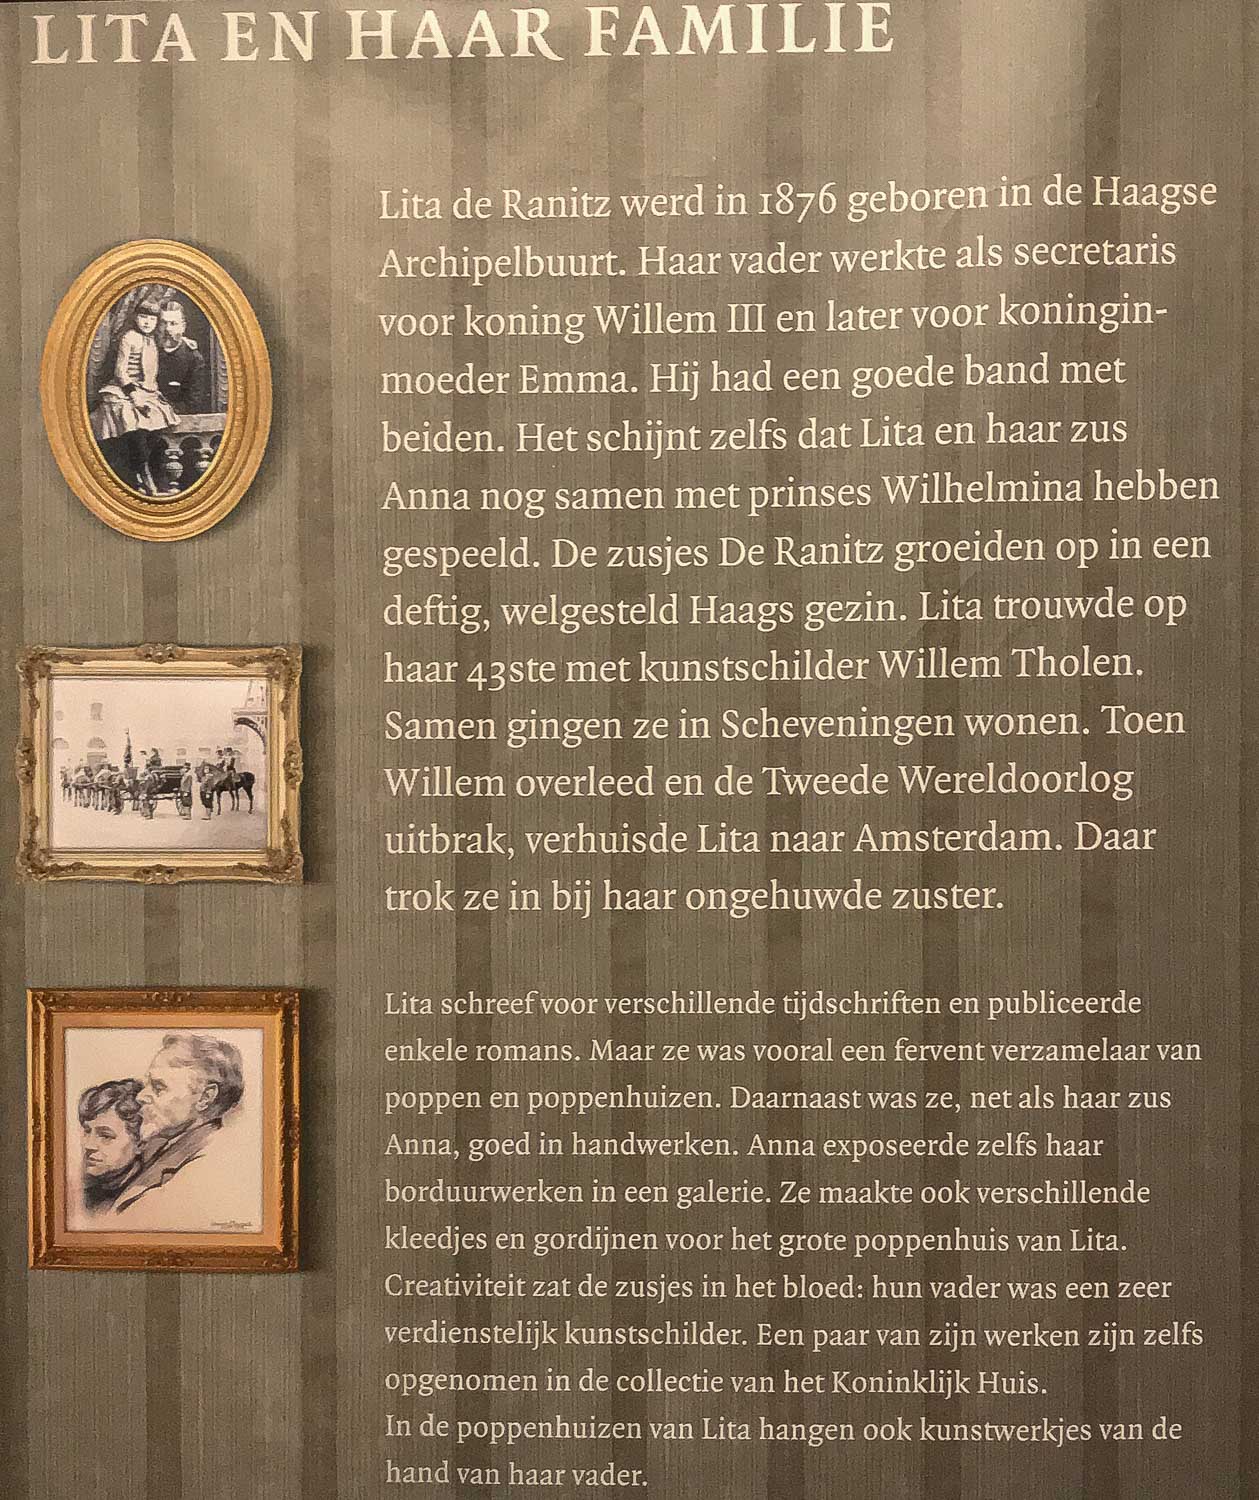 LITA EN HAAR FAMILIE
Lita de Ranitz werd in 1876 geboren in de Haagse
Archipelbuurt. Haar vader werkte als secretaris
voor koning Willem III en later voor koningin-
moeder Emma. Hij had een goede band met
beiden. Het schijnt zelfs dat Lita en haar zus
Anna nog samen met prinses Wilhelmina hebben
gespeeld. De zusjes De Ranitz groeiden op in een
deftig, welgesteld Haags gezin. Lita trouwde op
haar 43ste met kunstschilder Willem Tholen.
Samen gingen ze in Scheveningen wonen. Toen
Willem overleed en de Tweede Wereldoorlog
uitbrak, verhuisde Lita naar Amsterdam. Daar
trok ze in bij haar ongehuwde zuster.
Lita schreef voor verschillende tijdschriften en publiceerde
enkele romans. Maar ze was vooral een fervent verzamelaar van
poppen en poppenhuizen. Daarnaast was ze, net als haar zus
Anna, goed in handwerken. Anna exposeerde zelfs haar
borduurwerken in een galerie. Ze maakte ook verschillende
kleedjes en gordijnen voor het grote poppenhuis van Lita.
Creativiteit zat de zusjes in het bloed: hun vader was een zeer
verdienstelijk kunstschilder. Een paar van zijn werken zijn zelfs
opgenomen in de collectie van het Koninklijk Huis.
In de poppenhuizen van Lita hangen ook kunstwerkjes van de
hand van haar vader.